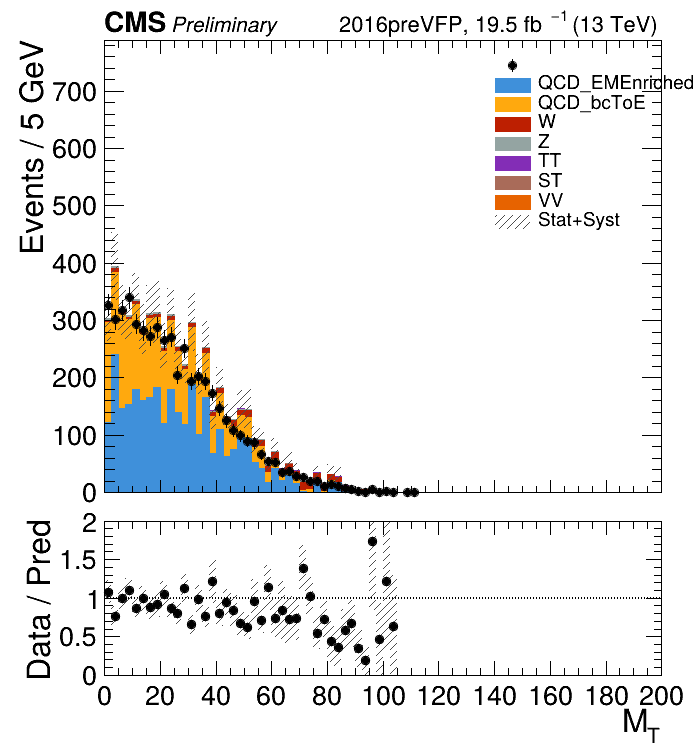 CMS Preliminary 2016preVFP, 19.5 fb⁻¹ (13 TeV)
Events / 5 GeV
700
600
500
400
300
200
100
0
QCD_EMEnriched
QCD_bcToE
W
Z
TT
ST
VV
Stat+Syst
Data / Pred
2
1.5
1
0.5
0
0 20 40 60 80 100 120 140 160 180 200
M_T